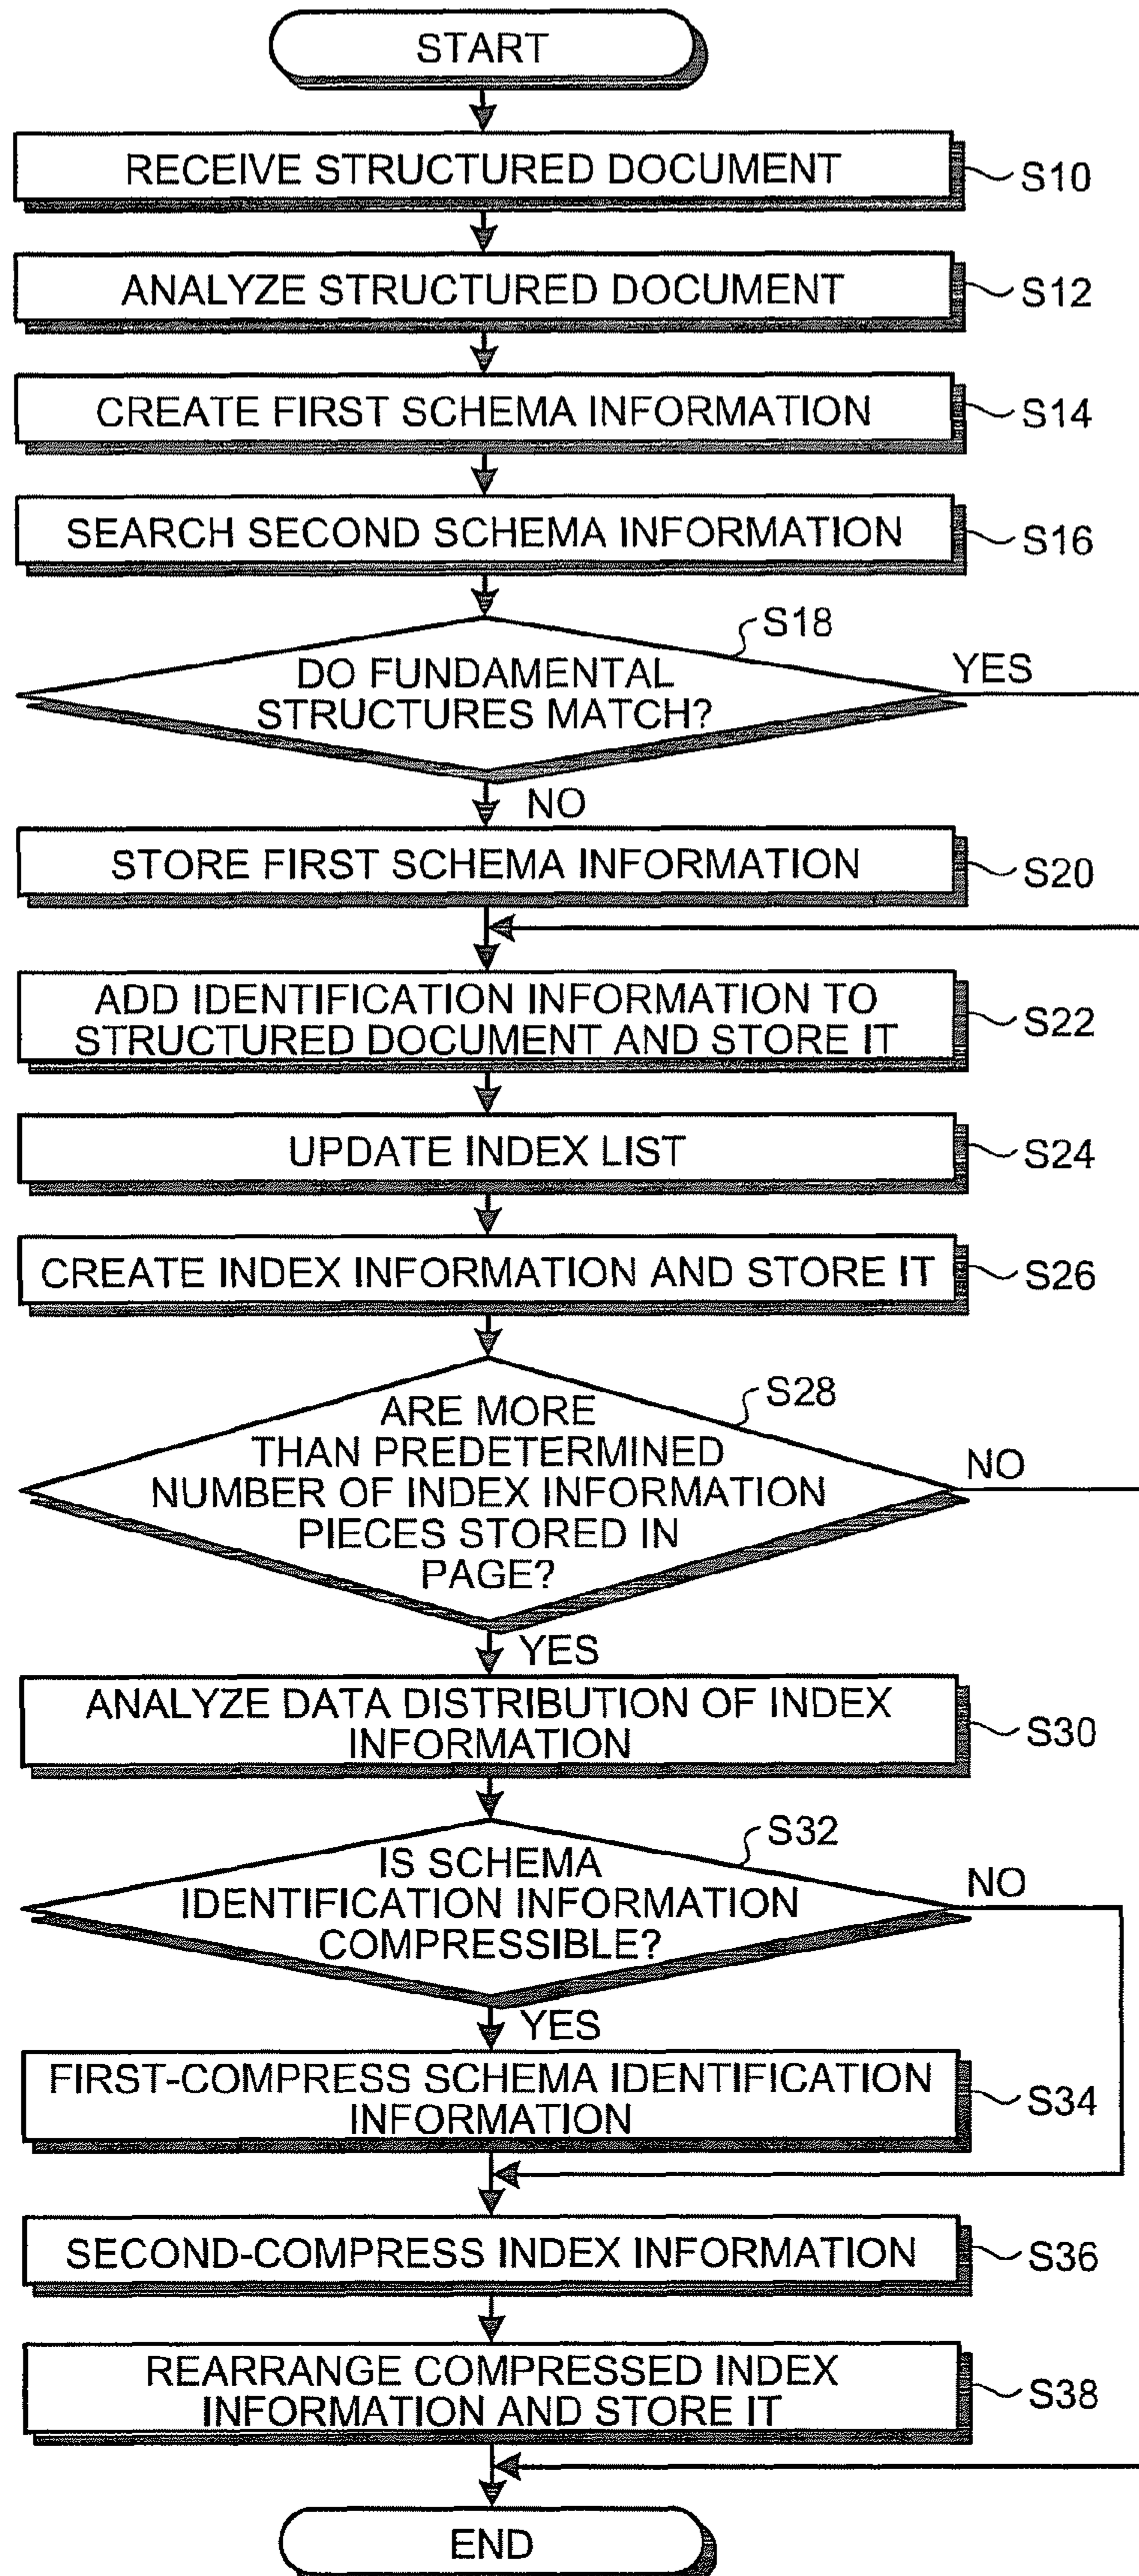 START
RECEIVE STRUCTURED DOCUMENT
S10
ANALYZE STRUCTURED DOCUMENT
S12
CREATE FIRST SCHEMA INFORMATION
S14
SEARCH SECOND SCHEMA INFORMATION
S16
S18
DO FUNDAMENTAL
STRUCTURES MATCH?
YES
NO
STORE FIRST SCHEMA INFORMATION
S20
ADD IDENTIFICATION INFORMATION TO
STRUCTURED DOCUMENT AND STORE IT
S22
UPDATE INDEX LIST
S24
CREATE INDEX INFORMATION AND STORE IT
S26
S28
ARE MORE
THAN PREDETERMINED
NUMBER OF INDEX INFORMATION
PIECES STORED IN
PAGE?
NO
YES
ANALYZE DATA DISTRIBUTION OF INDEX
INFORMATION
S30
S32
IS SCHEMA
IDENTIFICATION INFORMATION
COMPRESSIBLE?
NO
YES
FIRST-COMPRESS SCHEMA IDENTIFICATION
INFORMATION
S34
SECOND-COMPRESS INDEX INFORMATION
S36
REARRANGE COMPRESSED INDEX
INFORMATION AND STORE IT
S38
END